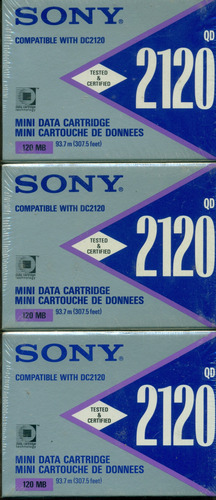 SONY®
QD
COMPATIBLE WITH DC2120
2120
TESTED
&
CERTIFIED
MINI DATA CARTRIDGE
MINI CARTOUCHE DE DONNEES
120 MB 93.7 m (307.5 feet)
SONY®
QD
COMPATIBLE WITH DC2120
2120
TESTED
&
CERTIFIED
MINI DATA CARTRIDGE
MINI CARTOUCHE DE DONNEES
120 MB 93.7 m (307.5 feet)
SONY®
QD
COMPATIBLE WITH DC2120
2120
TESTED
&
CERTIFIED
MINI DATA CARTRIDGE
MINI CARTOUCHE DE DONNEES
120 MB 93.7 m (307.5 feet)